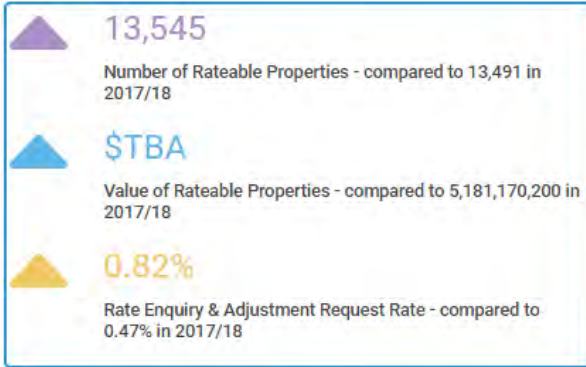 13,545
Number of Rateable Properties - compared to 13,491 in
2017/18
$TBA
Value of Rateable Properties - compared to 5,181,170,200 in
2017/18
0.82%
Rate Enquiry & Adjustment Request Rate - compared to
0.47% in 2017/18